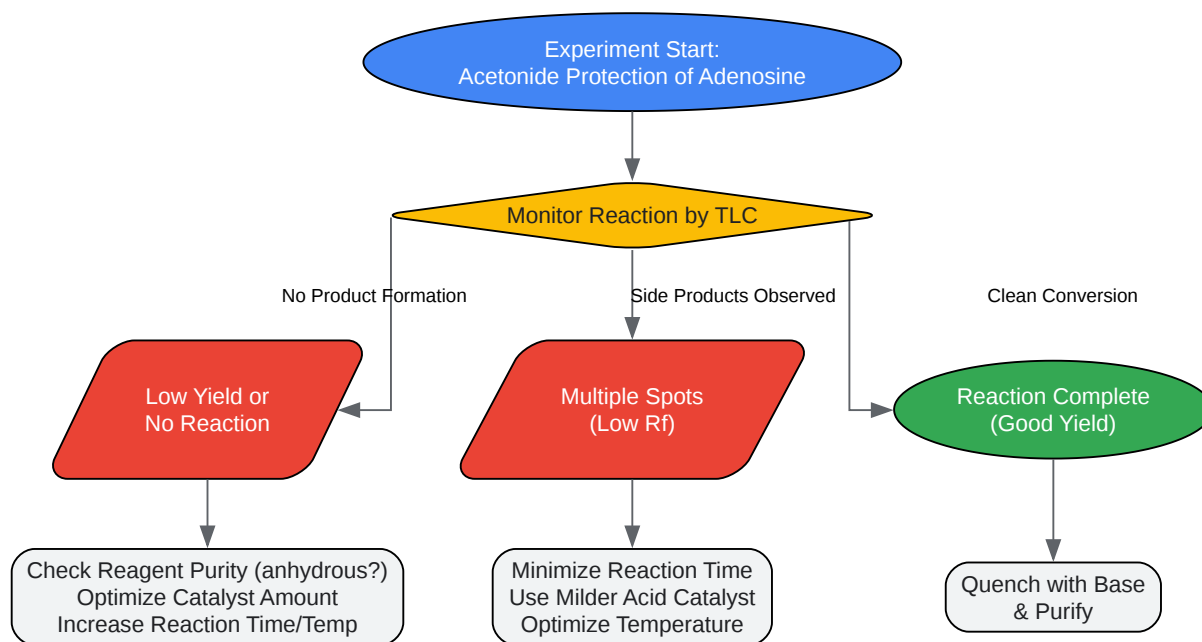 Experiment Start:
Acetonide Protection of Adenosine
Monitor Reaction by TLC
No Product Formation
Side Products Observed
Clean Conversion
Low Yield or
No Reaction
Multiple Spots
(Low Rf)
Reaction Complete
(Good Yield)
Check Reagent Purity (anhydrous?)
Optimize Catalyst Amount
Increase Reaction Time/Temp
Minimize Reaction Time
Use Milder Acid Catalyst
Optimize Temperature
Quench with Base
& Purify